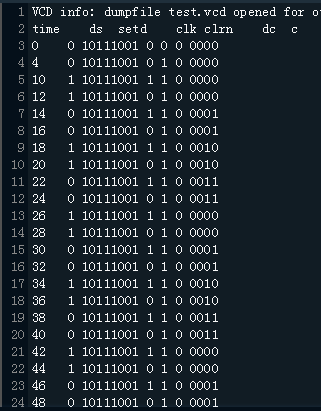 1 VCD info: dumpfile test.vcd opened for o
2 time ds setd clk clrn dc c
3 0 0 10111001 0 0 0 0000
4 4 0 10111001 0 1 0 0000
5 10 1 10111001 1 1 0 0000
6 12 1 10111001 0 1 0 0000
7 14 0 10111001 1 1 0 0001
8 16 0 10111001 0 1 0 0001
9 18 1 10111001 1 1 0 0010
10 20 1 10111001 0 1 0 0010
11 22 0 10111001 1 1 0 0011
12 24 0 10111001 0 1 0 0011
13 26 1 10111001 1 1 0 0000
14 28 1 10111001 0 1 0 0000
15 30 0 10111001 1 1 0 0001
16 32 0 10111001 0 1 0 0001
17 34 1 10111001 1 1 0 0010
18 36 1 10111001 0 1 0 0010
19 38 0 10111001 1 1 0 0011
20 40 0 10111001 0 1 0 0011
21 42 1 10111001 1 1 0 0000
22 44 1 10111001 0 1 0 0000
23 46 0 10111001 1 1 0 0001
24 48 0 10111001 0 1 0 0001